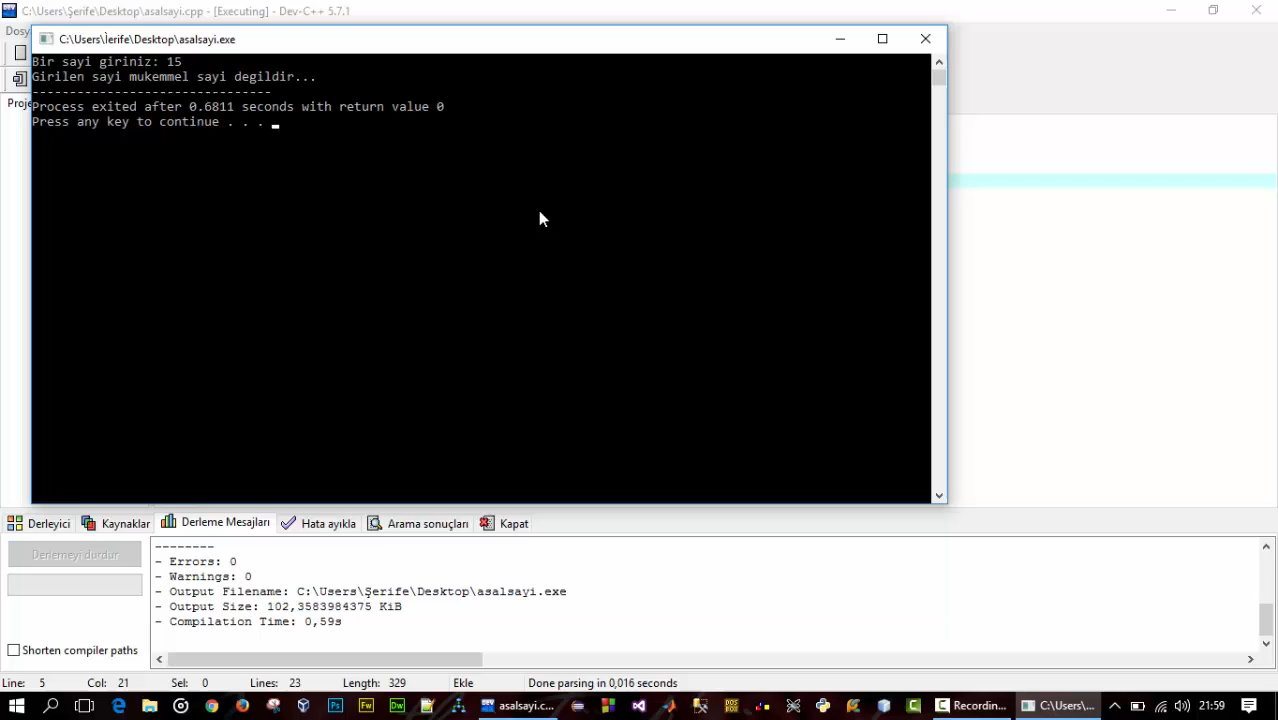 C:\Users\Şerife\Desktop\asalsayi.cpp - [Executing] - Dev-C++ 5.7.1
Dosy
C:\Users\Ìerife\Desktop\asalsayi.exe
Bir sayi giriniz: 15
Girilen sayi mukemmel sayi degildir...
--------------------------------
Process exited after 0.6811 seconds with return value 0
Press any key to continue . . .
Proje
Derleyici Kaynaklar Derleme Mesajları Hata ayıkla Arama sonuçları Kapat
Derlemeyi durdur
--------
- Errors: 0
- Warnings: 0
- Output Filename: C:\Users\Şerife\Desktop\asalsayi.exe
- Output Size: 102,3583984375 KiB
- Compilation Time: 0,59s
Shorten compiler paths
Line: 5 Col: 21 Sel: 0 Lines: 23 Length: 329 Ekle Done parsing in 0,016 seconds
asalsayi.c... Recordin... C:\Users\... 21:59